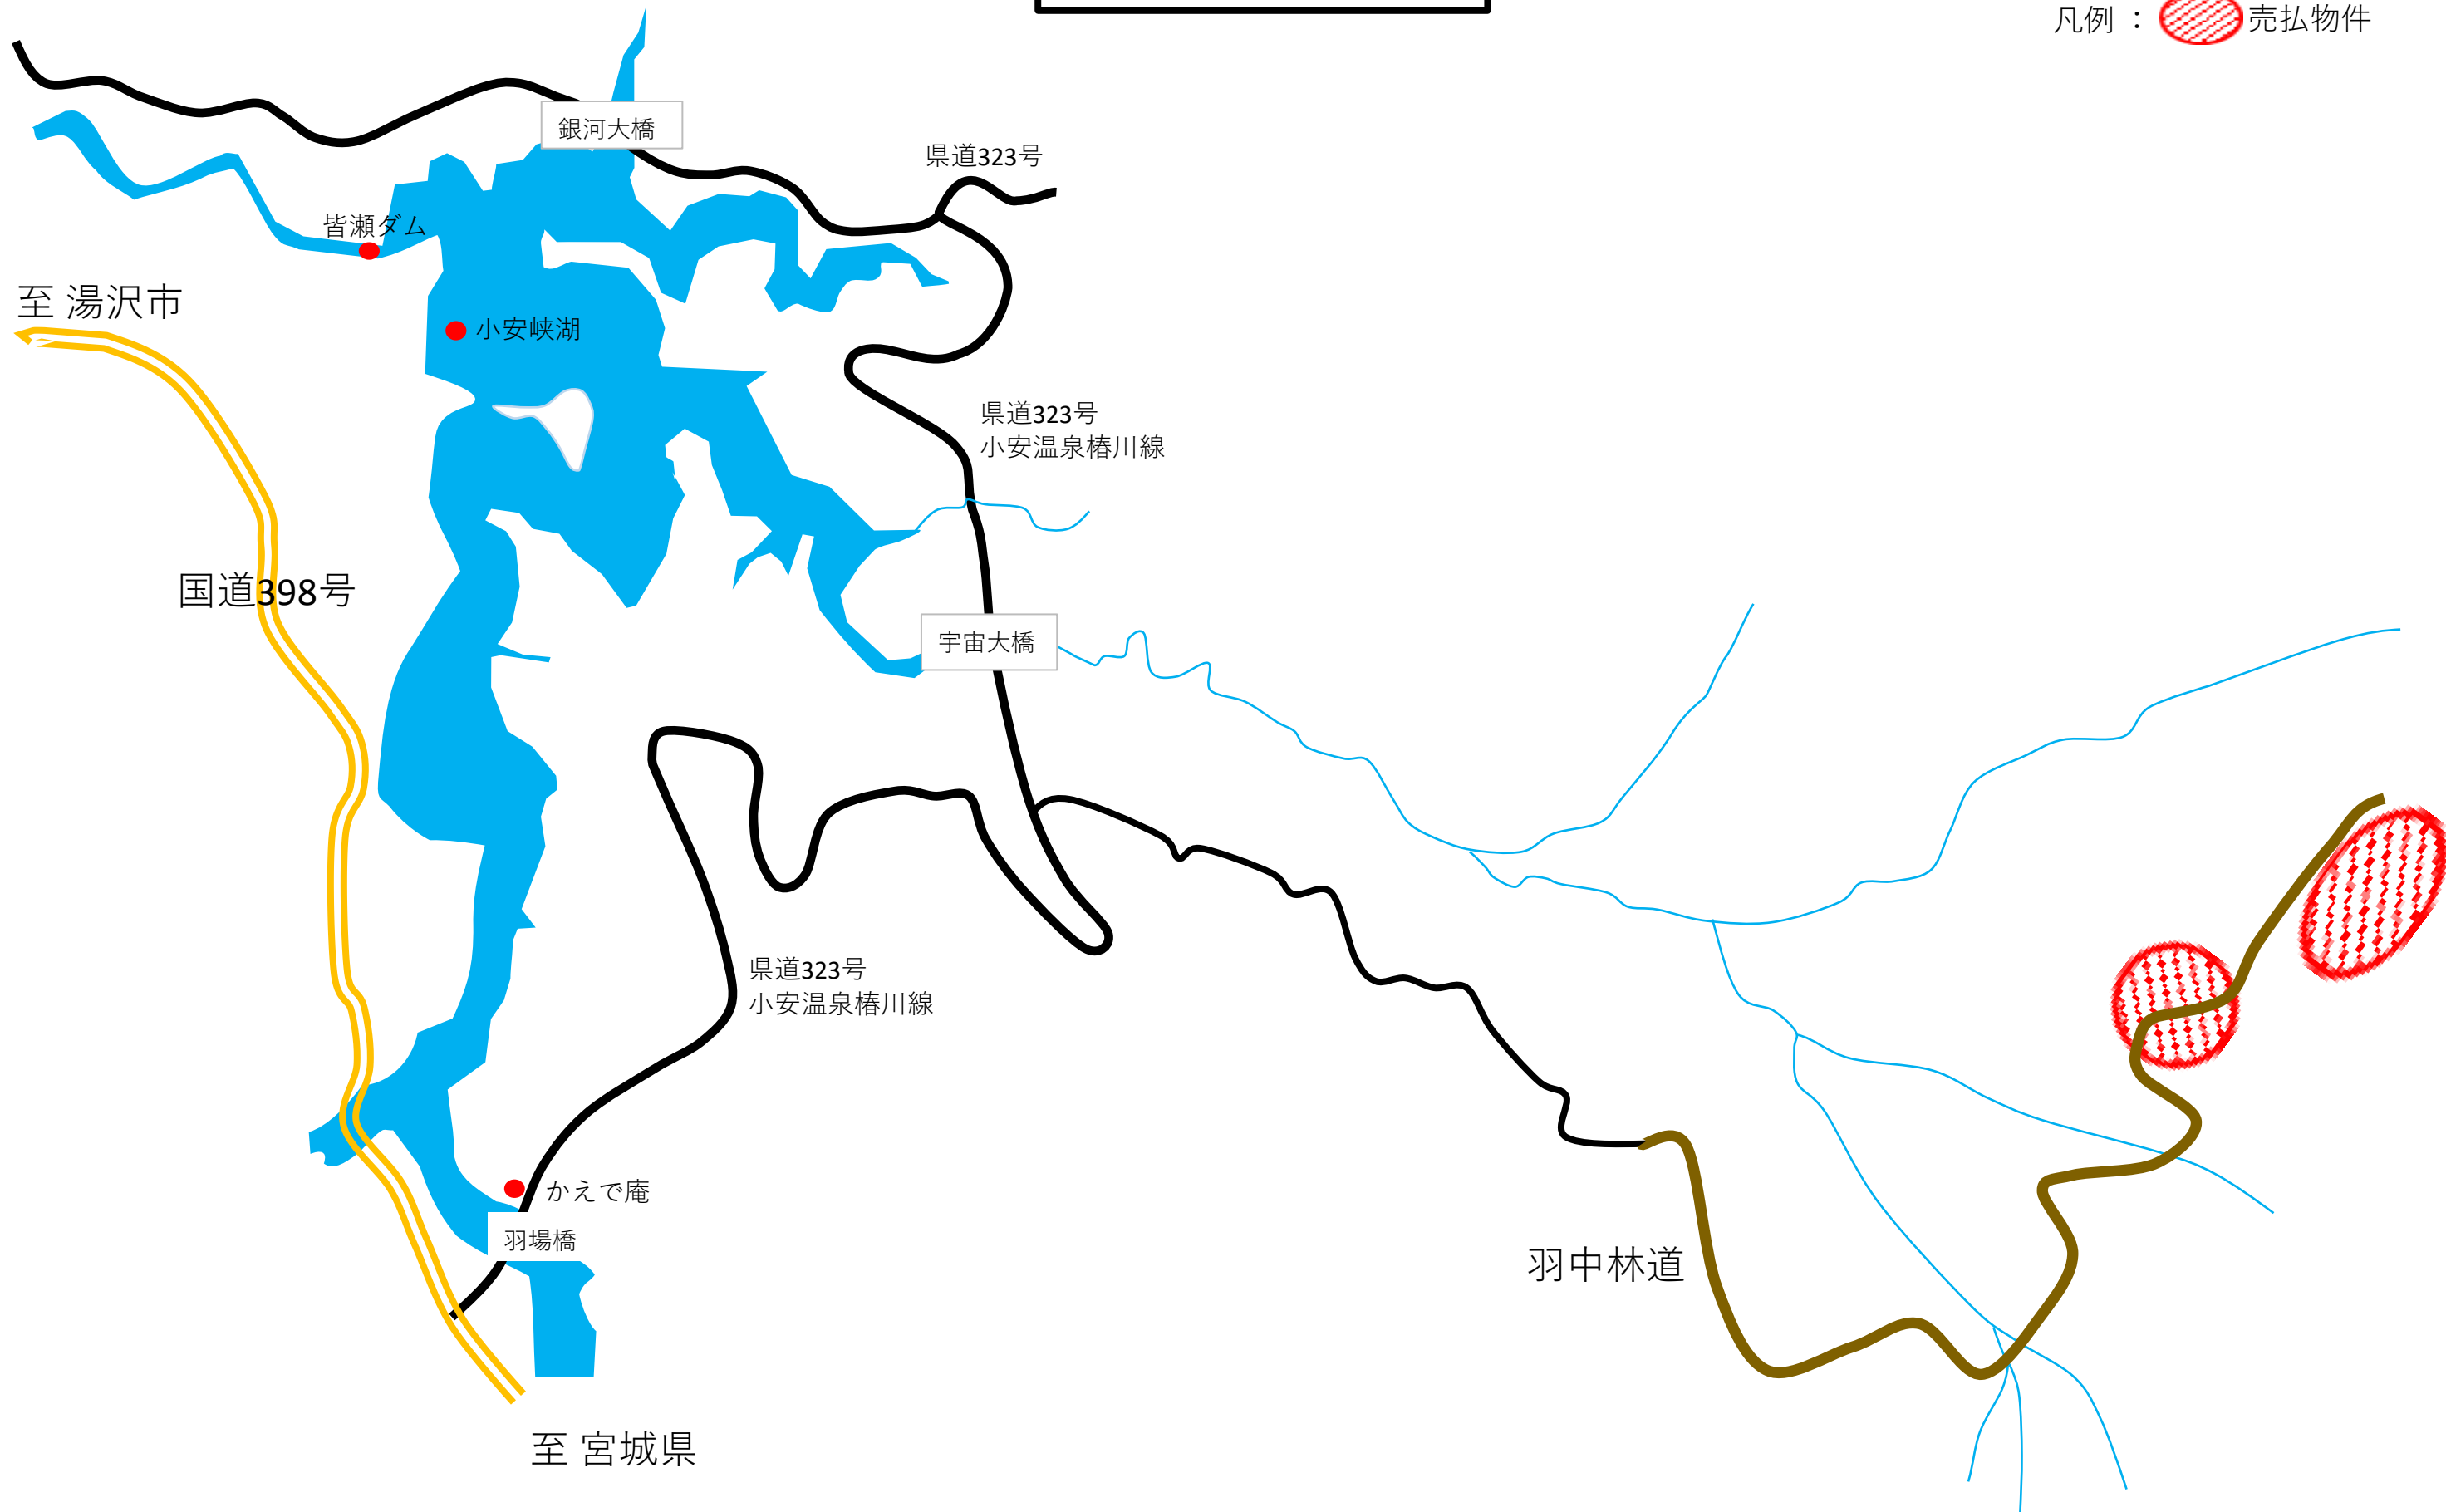 凡例 ： 売払物件
銀河大橋
県道323号
皆瀬ダム
至 湯沢市
小安峡湖
県道323号
小安温泉椿川線
国道398号
宇宙大橋
県道323号
小安温泉椿川線
かえで庵
羽場橋
羽中林道
至 宮城県